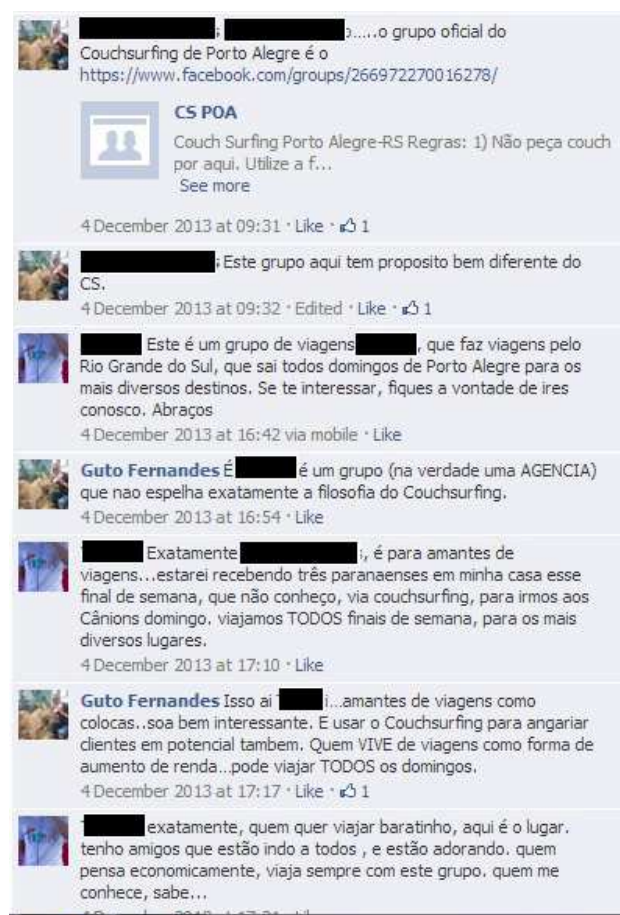 .....o grupo oficial do
Couchsurfing de Porto Alegre é o
https://www.facebook.com/groups/266972270016278/
CS POA
Couch Surfing Porto Alegre-RS Regras: 1) Não peça couch
por aqui. Utilize a f...
See more
4 December 2013 at 09:31 · Like · 1
Este grupo aqui tem proposito bem diferente do
CS.
4 December 2013 at 09:32 · Edited · Like · 1
Este é um grupo de viagens , que faz viagens pelo
Rio Grande do Sul, que sai todos domingos de Porto Alegre para os
mais diversos destinos. Se te interessar, fiques a vontade de ires
conosco. Abraços
4 December 2013 at 16:42 via mobile · Like
Guto Fernandes É é um grupo (na verdade uma AGENCIA)
que nao espelha exatamente a filosofia do Couchsurfing.
4 December 2013 at 16:54 · Like
Exatamente , é para amantes de
viagens...estarei recebendo três paranaenses em minha casa esse
final de semana, que não conheço, via couchsurfing, para irmos aos
Cânions domingo. viajamos TODOS finais de semana, para os mais
diversos lugares.
4 December 2013 at 17:10 · Like
Guto Fernandes Isso ai i...amantes de viagens como
colocas..soa bem interessante. E usar o Couchsurfing para angariar
clientes em potencial tambem. Quem VIVE de viagens como forma de
aumento de renda...pode viajar TODOS os domingos.
4 December 2013 at 17:17 · Like · 1
exatamente, quem quer viajar baratinho, aqui é o lugar.
tenho amigos que estão indo a todos , e estão adorando. quem
pensa economicamente, viaja sempre com este grupo. quem me
conhece, sabe...